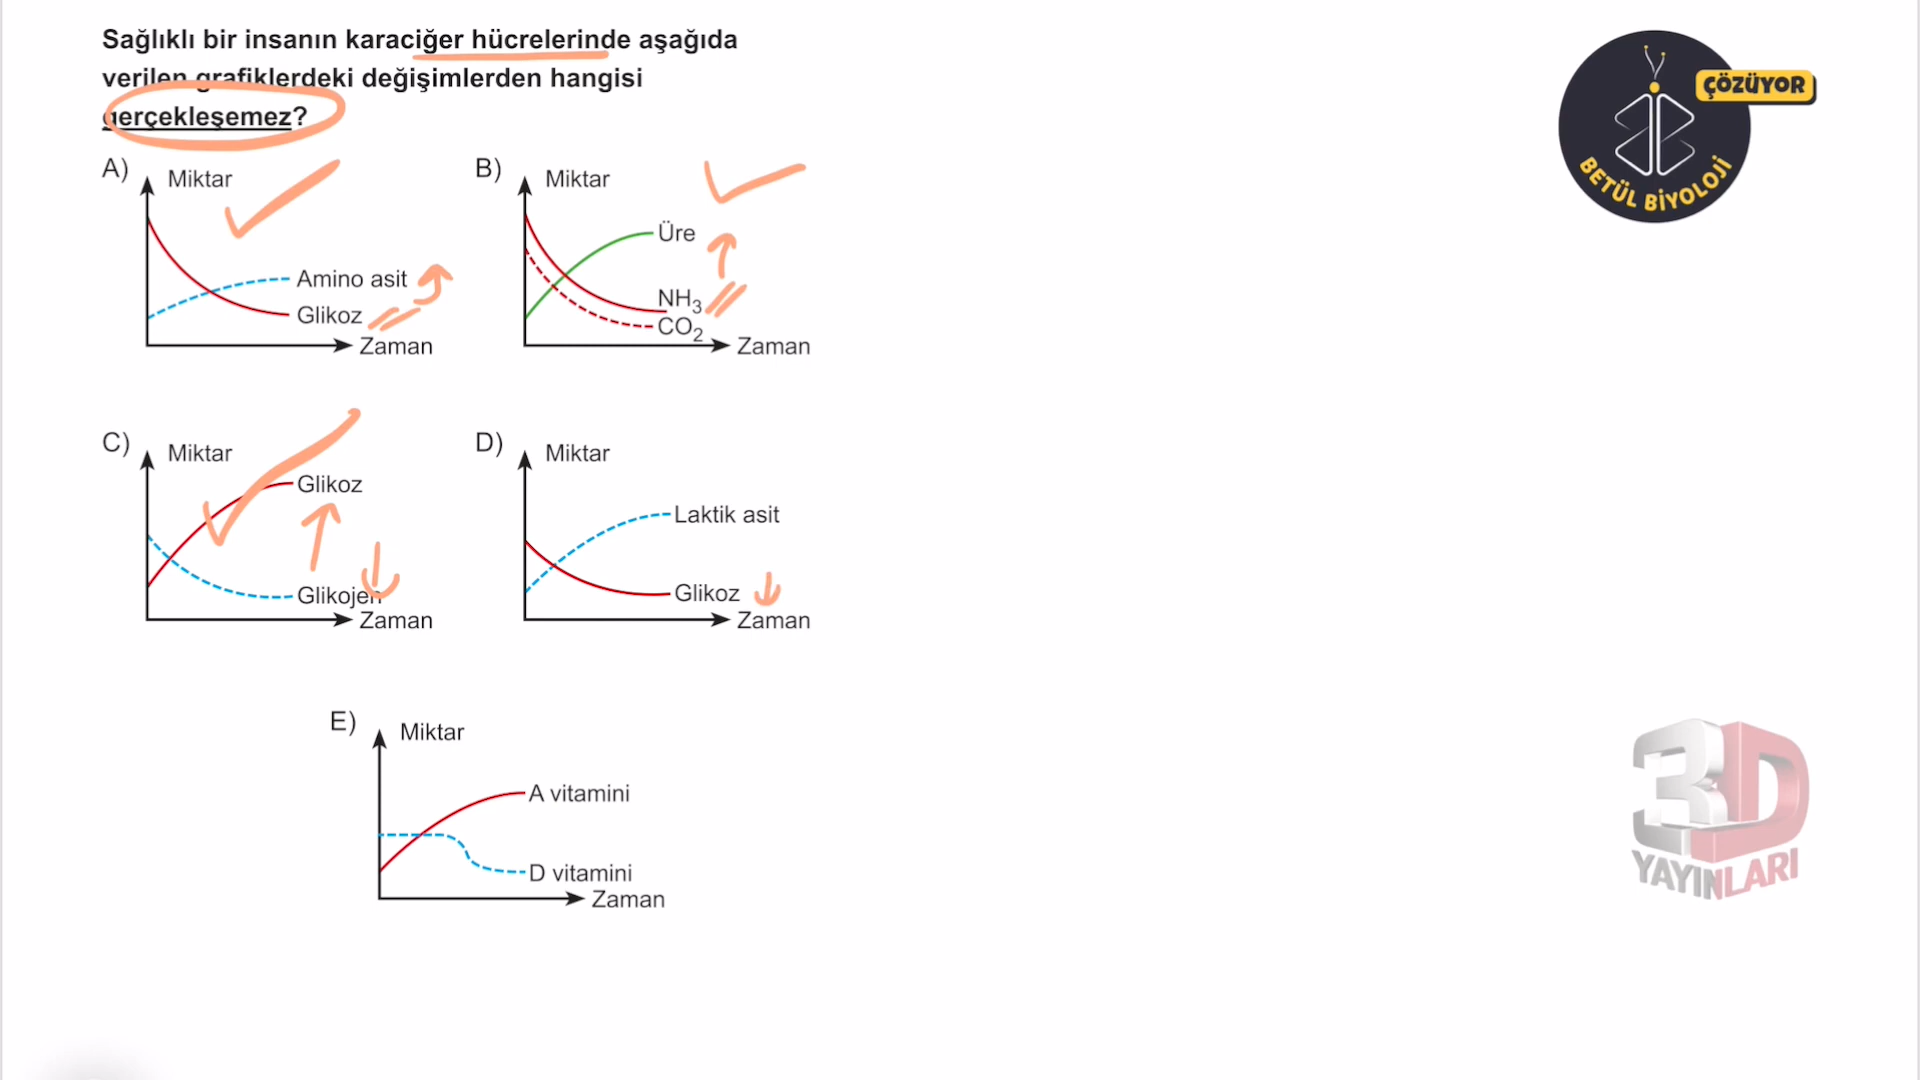 Sağlıklı bir insanın karaciğer hücrelerinde aşağıda
verilen grafiklerdeki değişimlerden hangisi
gerçekleşemez?
A)
Miktar
Amino asit
Glikoz
Zaman
B)
Miktar
Üre
NH3
CO2
Zaman
C)
Miktar
Glikoz
Glikojen
Zaman
D)
Miktar
Laktik asit
Glikoz
Zaman
E)
Miktar
A vitamini
D vitamini
Zaman
ÇÖZÜYOR
BETÜL BİYOLOJİ
3D
YAYINLARI